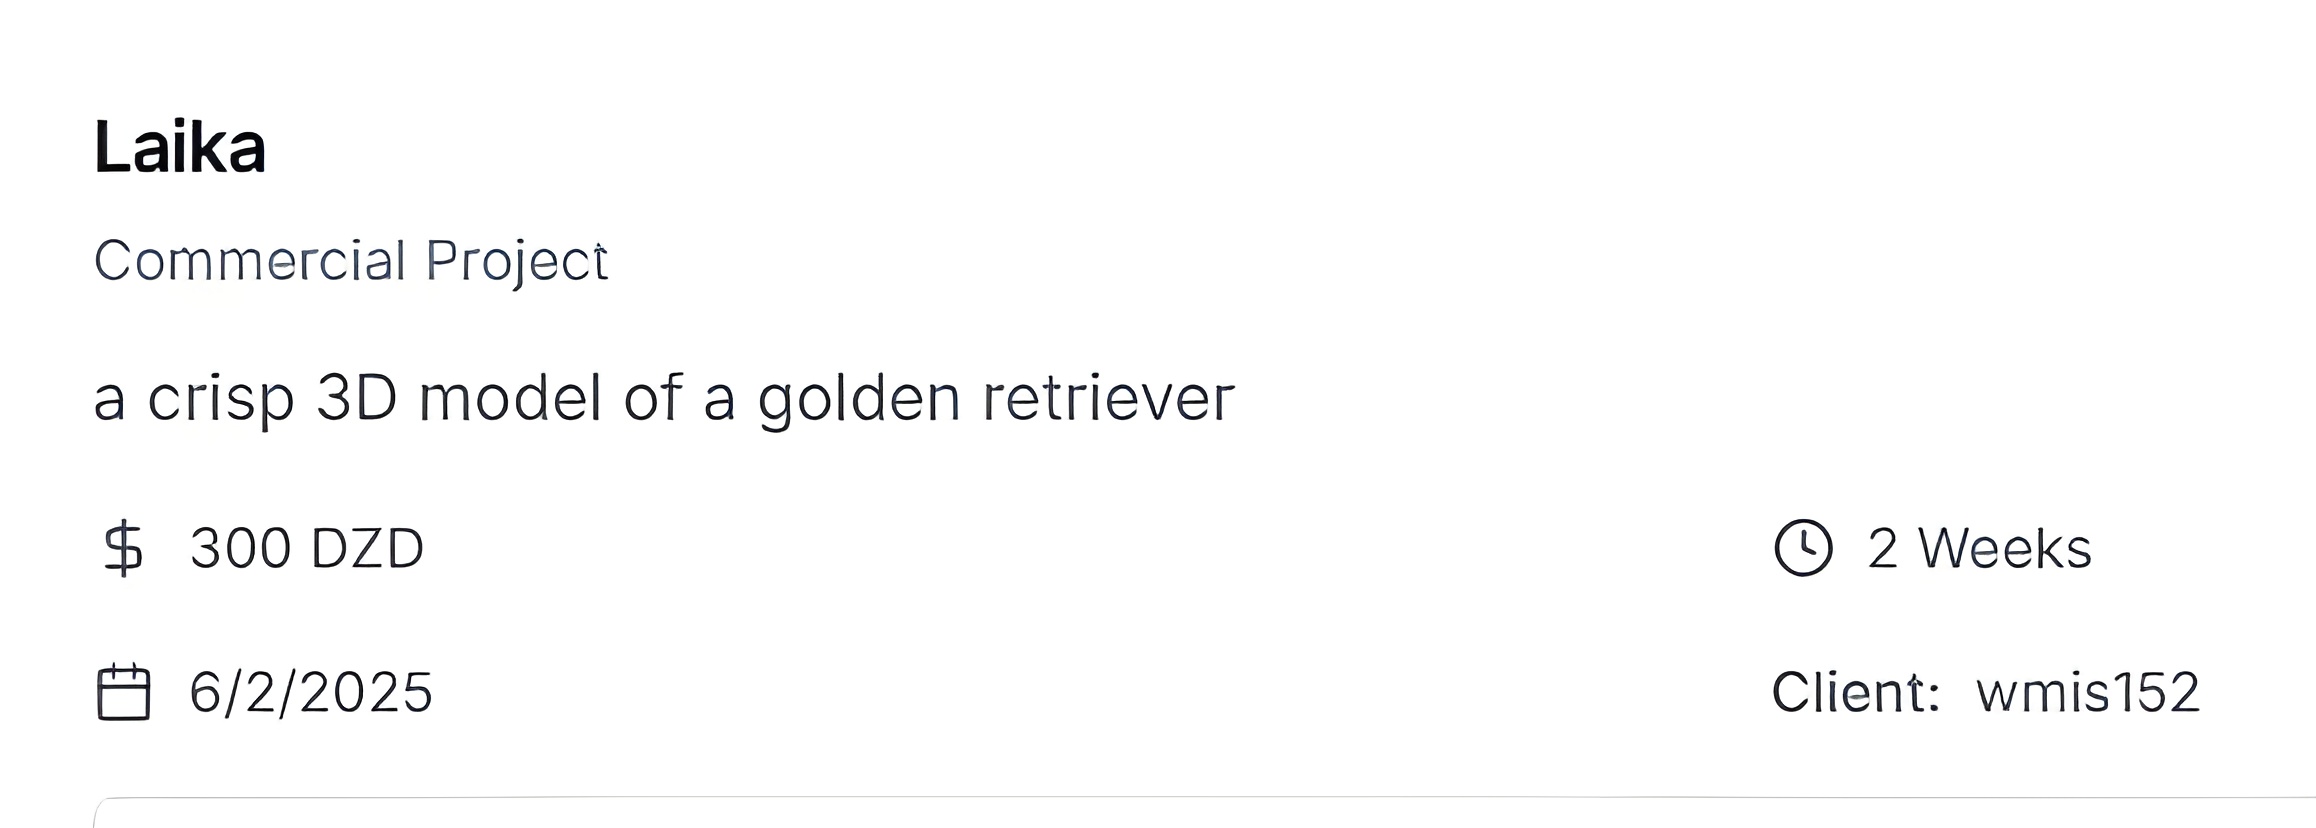 Laika
Commercial Project
a crisp 3D model of a golden retriever
$ 300 DZD
2 Weeks
6/2/2025
Client: wmis152